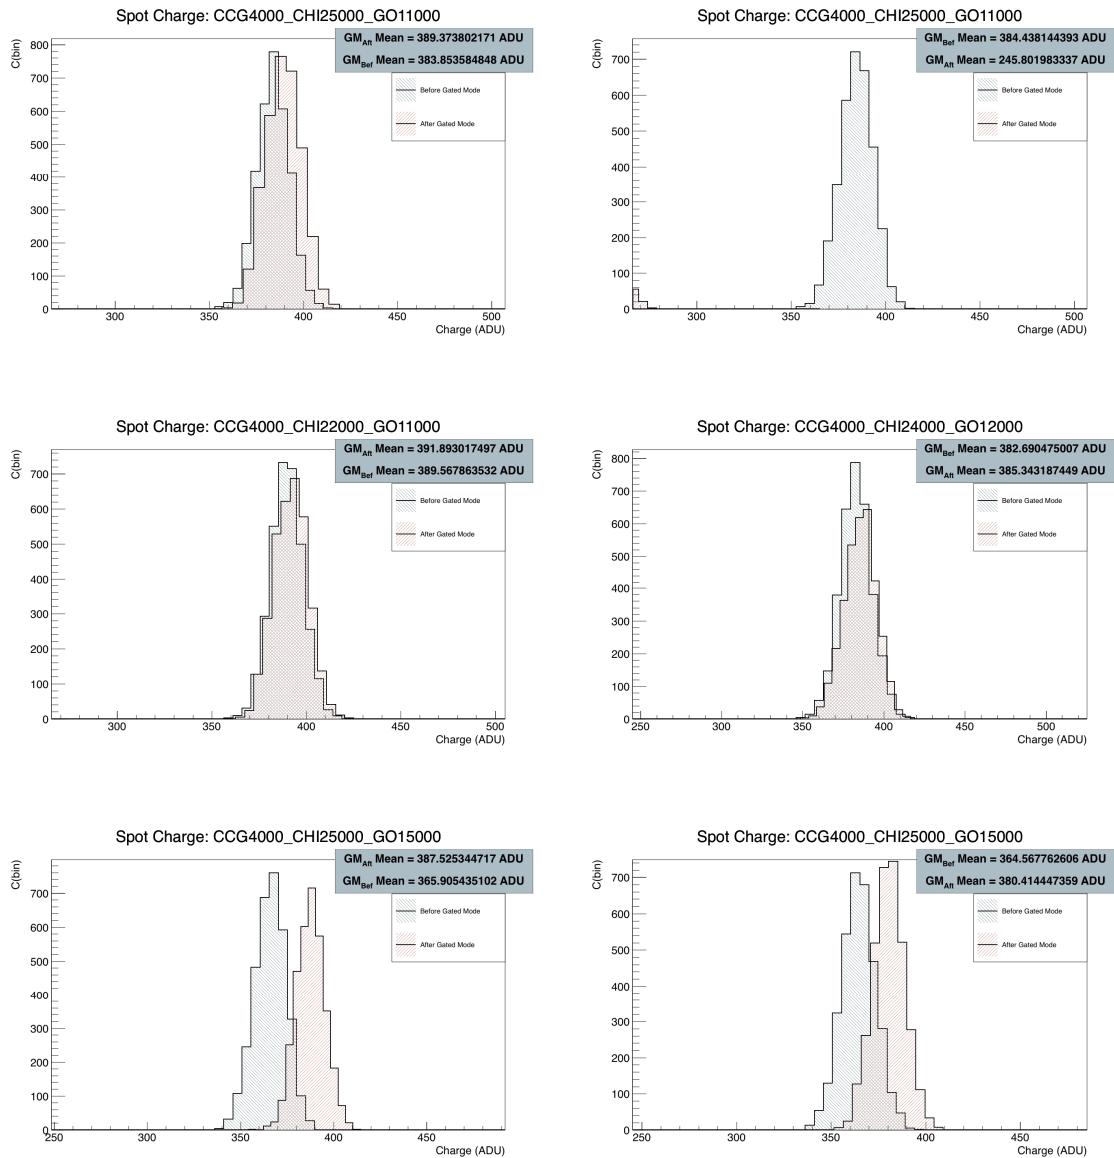 Spot Charge: CCG4000_CHI25000_GO11000
GM_Aft Mean = 389.373802171 ADU
GM_Bef Mean = 383.853584848 ADU
Before Gated Mode
After Gated Mode
C(bin)
800
700
600
500
400
300
200
100
0
300 350 400 450 500
Charge (ADU)
Spot Charge: CCG4000_CHI25000_GO11000
GM_Bef Mean = 384.438144393 ADU
GM_Aft Mean = 245.801983337 ADU
Before Gated Mode
After Gated Mode
C(bin)
700
600
500
400
300
200
100
0
300 350 400 450 500
Charge (ADU)
Spot Charge: CCG4000_CHI22000_GO11000
GM_Aft Mean = 391.893017497 ADU
GM_Bef Mean = 389.567863532 ADU
Before Gated Mode
After Gated Mode
C(bin)
700
600
500
400
300
200
100
0
300 350 400 450 500
Charge (ADU)
Spot Charge: CCG4000_CHI24000_GO12000
GM_Bef Mean = 382.690475007 ADU
GM_Aft Mean = 385.343187449 ADU
Before Gated Mode
After Gated Mode
C(bin)
800
700
600
500
400
300
200
100
0
250 300 350 400 450 500
Charge (ADU)
Spot Charge: CCG4000_CHI25000_GO15000
GM_Aft Mean = 387.525344717 ADU
GM_Bef Mean = 365.905435102 ADU
Before Gated Mode
After Gated Mode
C(bin)
700
600
500
400
300
200
100
0
250 300 350 400 450
Charge (ADU)
Spot Charge: CCG4000_CHI25000_GO15000
GM_Bef Mean = 364.567762606 ADU
GM_Aft Mean = 380.414447359 ADU
Before Gated Mode
After Gated Mode
C(bin)
700
600
500
400
300
200
100
0
250 300 350 400 450
Charge (ADU)